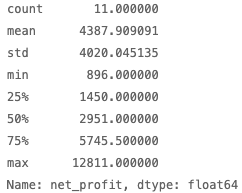 count 11.000000
mean 4387.909091
std 4020.045135
min 896.000000
25% 1450.000000
50% 2951.000000
75% 5745.500000
max 12811.000000
Name: net_profit, dtype: float64